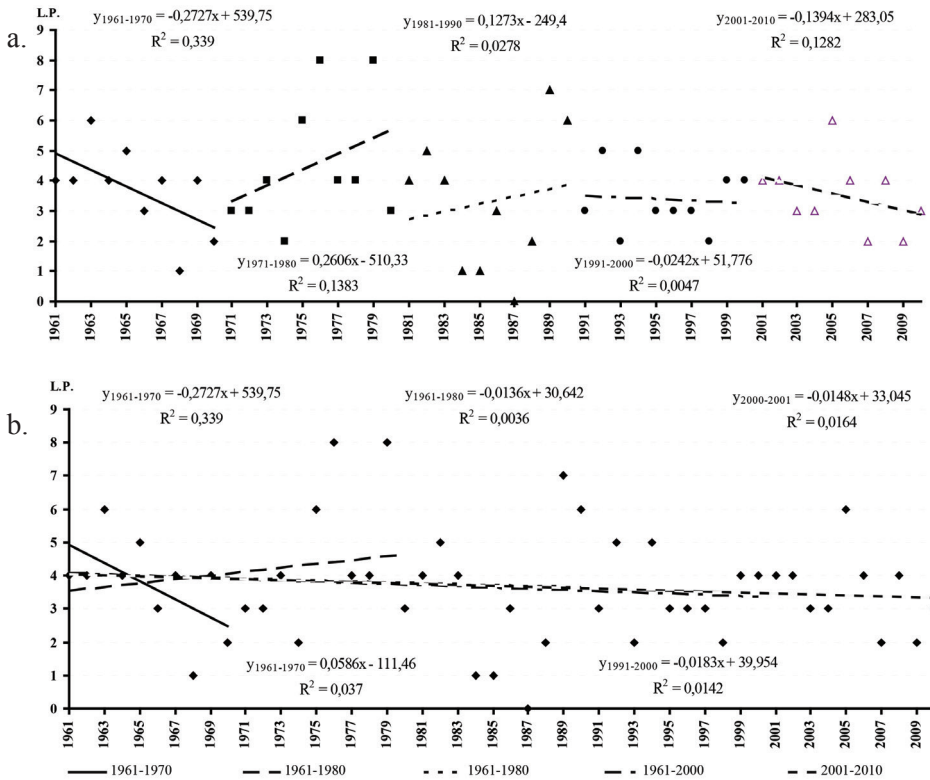 a.
L.P.
y1961-1970 = -0,2727x + 539,75
R² = 0,339
y1981-1990 = 0,1273x - 249,4
R² = 0,0278
y2001-2010 = -0,1394x + 283,05
R² = 0,1282
9
8
7
6
5
4
3
2
1
0
y1971-1980 = 0,2606x - 510,33
R² = 0,1383
y1991-2000 = -0,0242x + 51,776
R² = 0,0047
1961 1963 1965 1967 1969 1971 1973 1975 1977 1979 1981 1983 1985 1987 1989 1991 1993 1995 1997 1999 2001 2003 2005 2007 2009
b.
L.P.
y1961-1970 = -0,2727x + 539,75
R² = 0,339
y1961-1980 = -0,0136x + 30,642
R² = 0,0036
y2000-2001 = -0,0148x + 33,045
R² = 0,0164
9
8
7
6
5
4
3
2
1
0
y1961-1970 = 0,0586x - 111,46
R² = 0,037
y1991-2000 = -0,0183x + 39,954
R² = 0,0142
1961 1963 1965 1967 1969 1971 1973 1975 1977 1979 1981 1983 1985 1987 1989 1991 1993 1995 1997 1999 2001 2003 2005 2007 2009
1961-1970 1961-1980 1961-1980 1961-2000 2001-2010